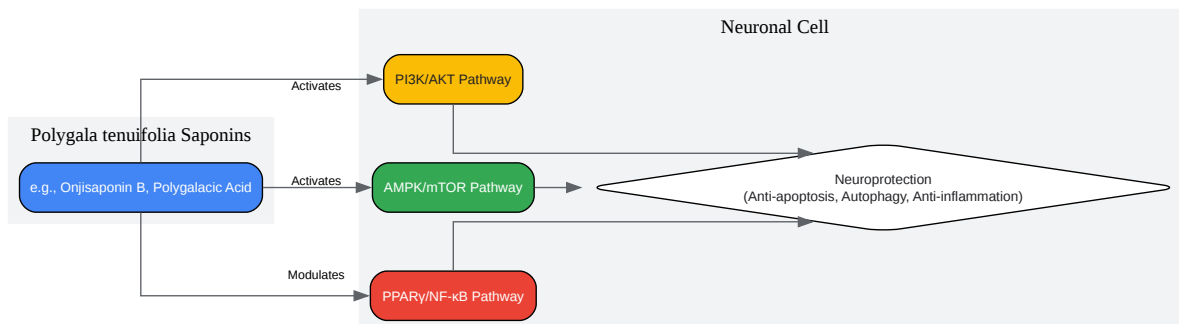 Neuronal Cell
PI3K/AKT Pathway
Activates
Polygala tenuifolia Saponins
e.g., Onjisaponin B, Polygalacic Acid
Activates
AMPK/mTOR Pathway
Neuroprotection
(Anti-apoptosis, Autophagy, Anti-inflammation)
Modulates
PPARγ/NF-κB Pathway